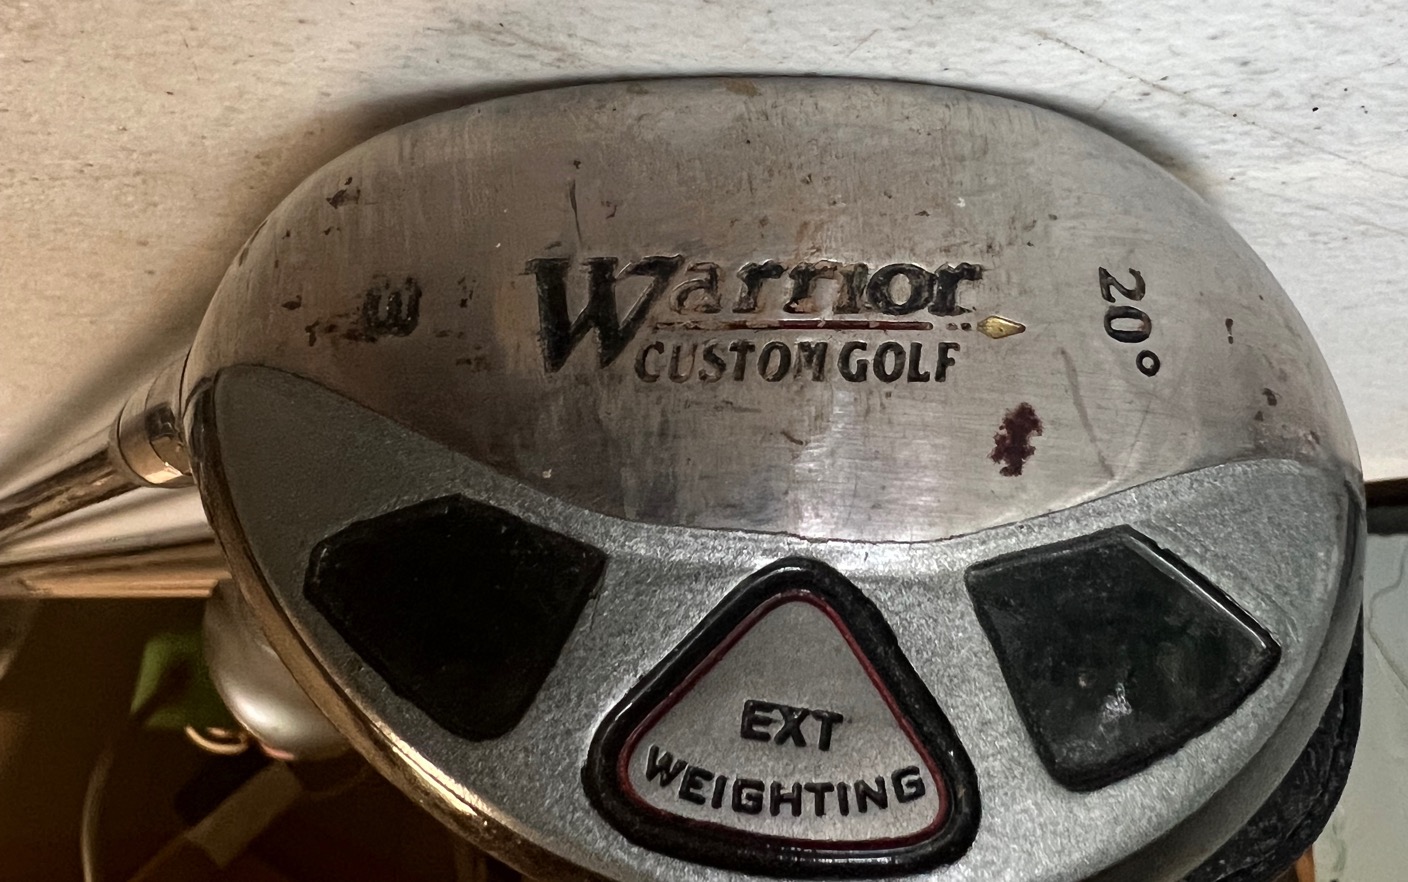 3
Warrior
CUSTOM GOLF
20°
EXT
WEIGHTING